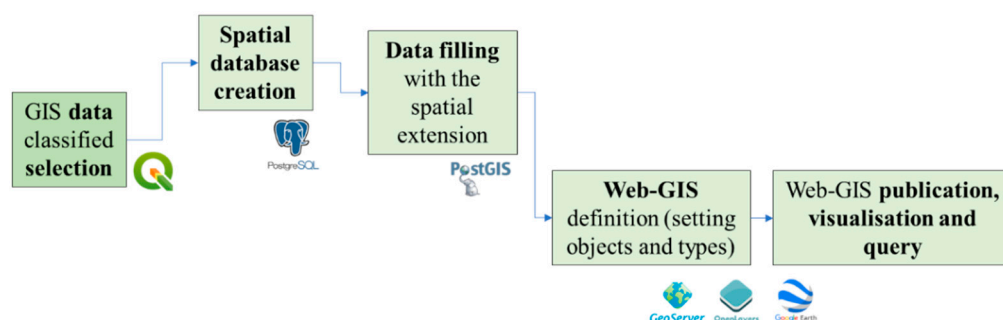 GIS data
classified
selection
Spatial
database
creation
PostgreSQL
Data filling
with the
spatial
extension
PostGIS
Web-GIS
definition (setting
objects and types)
GeoServer
OpenLayers
Google Earth
Web-GIS publication,
visualisation and
query